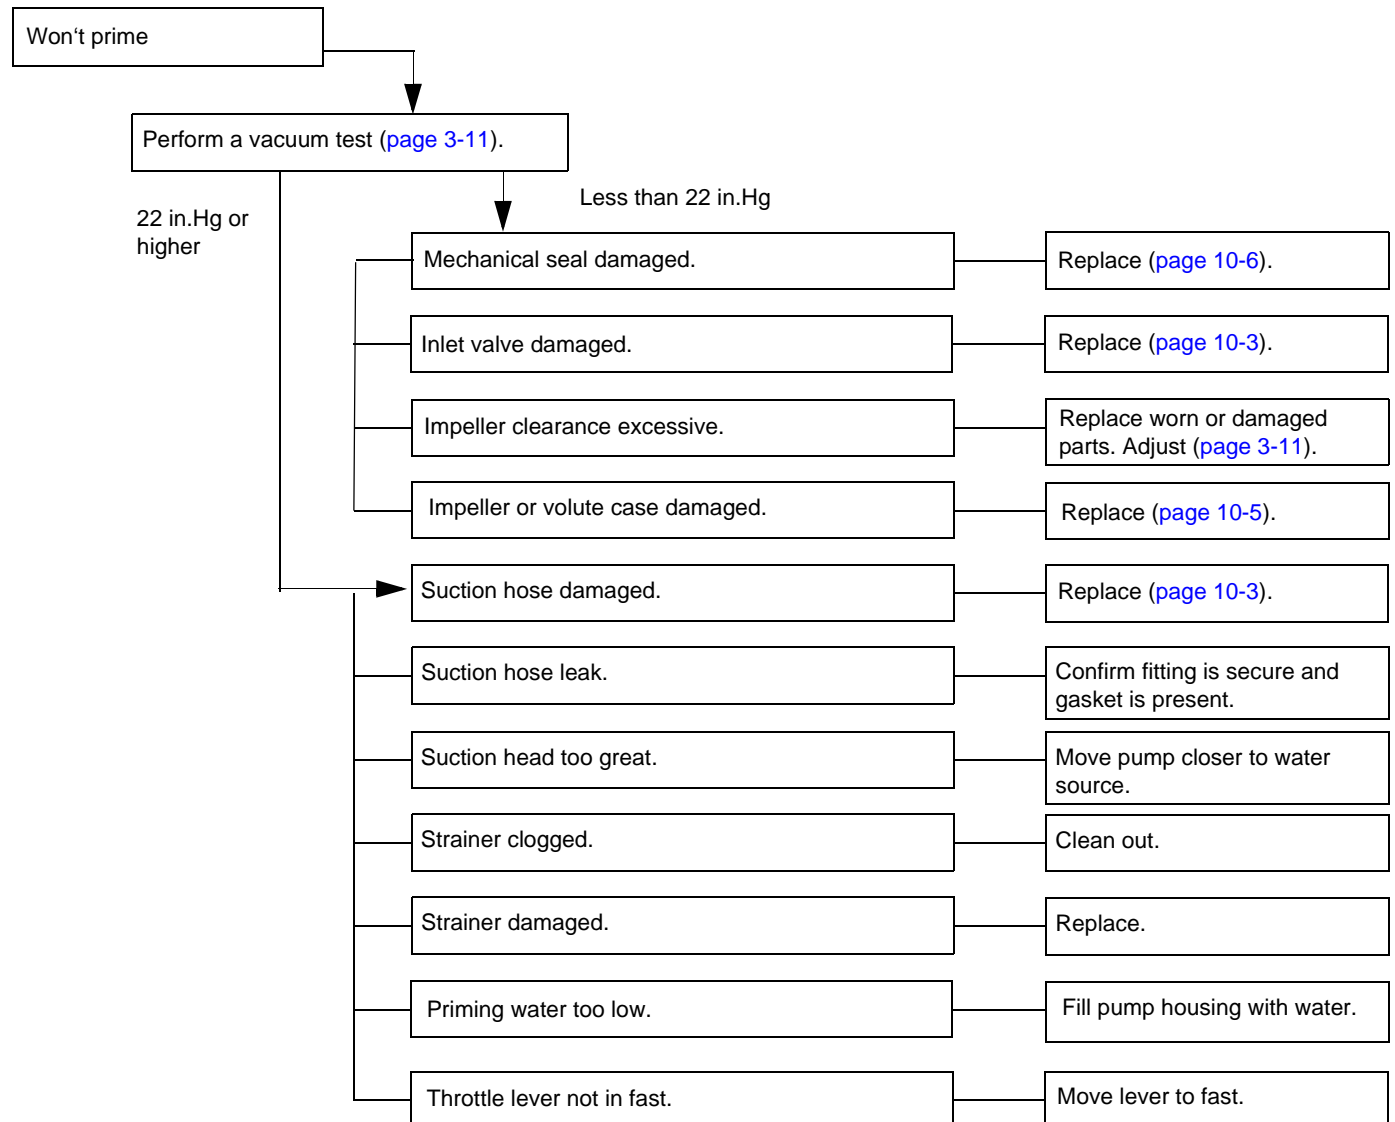 Won't prime
Perform a vacuum test (page 3-11).
Less than 22 in.Hg
22 in.Hg or
higher
Mechanical seal damaged.
Replace (page 10-6).
Inlet valve damaged.
Replace (page 10-3).
Impeller clearance excessive.
Replace worn or damaged
parts. Adjust (page 3-11).
Impeller or volute case damaged.
Replace (page 10-5).
Suction hose damaged.
Replace (page 10-3).
Suction hose leak.
Confirm fitting is secure and
gasket is present.
Suction head too great.
Move pump closer to water
source.
Strainer clogged.
Clean out.
Strainer damaged.
Replace.
Priming water too low.
Fill pump housing with water.
Throttle lever not in fast.
Move lever to fast.